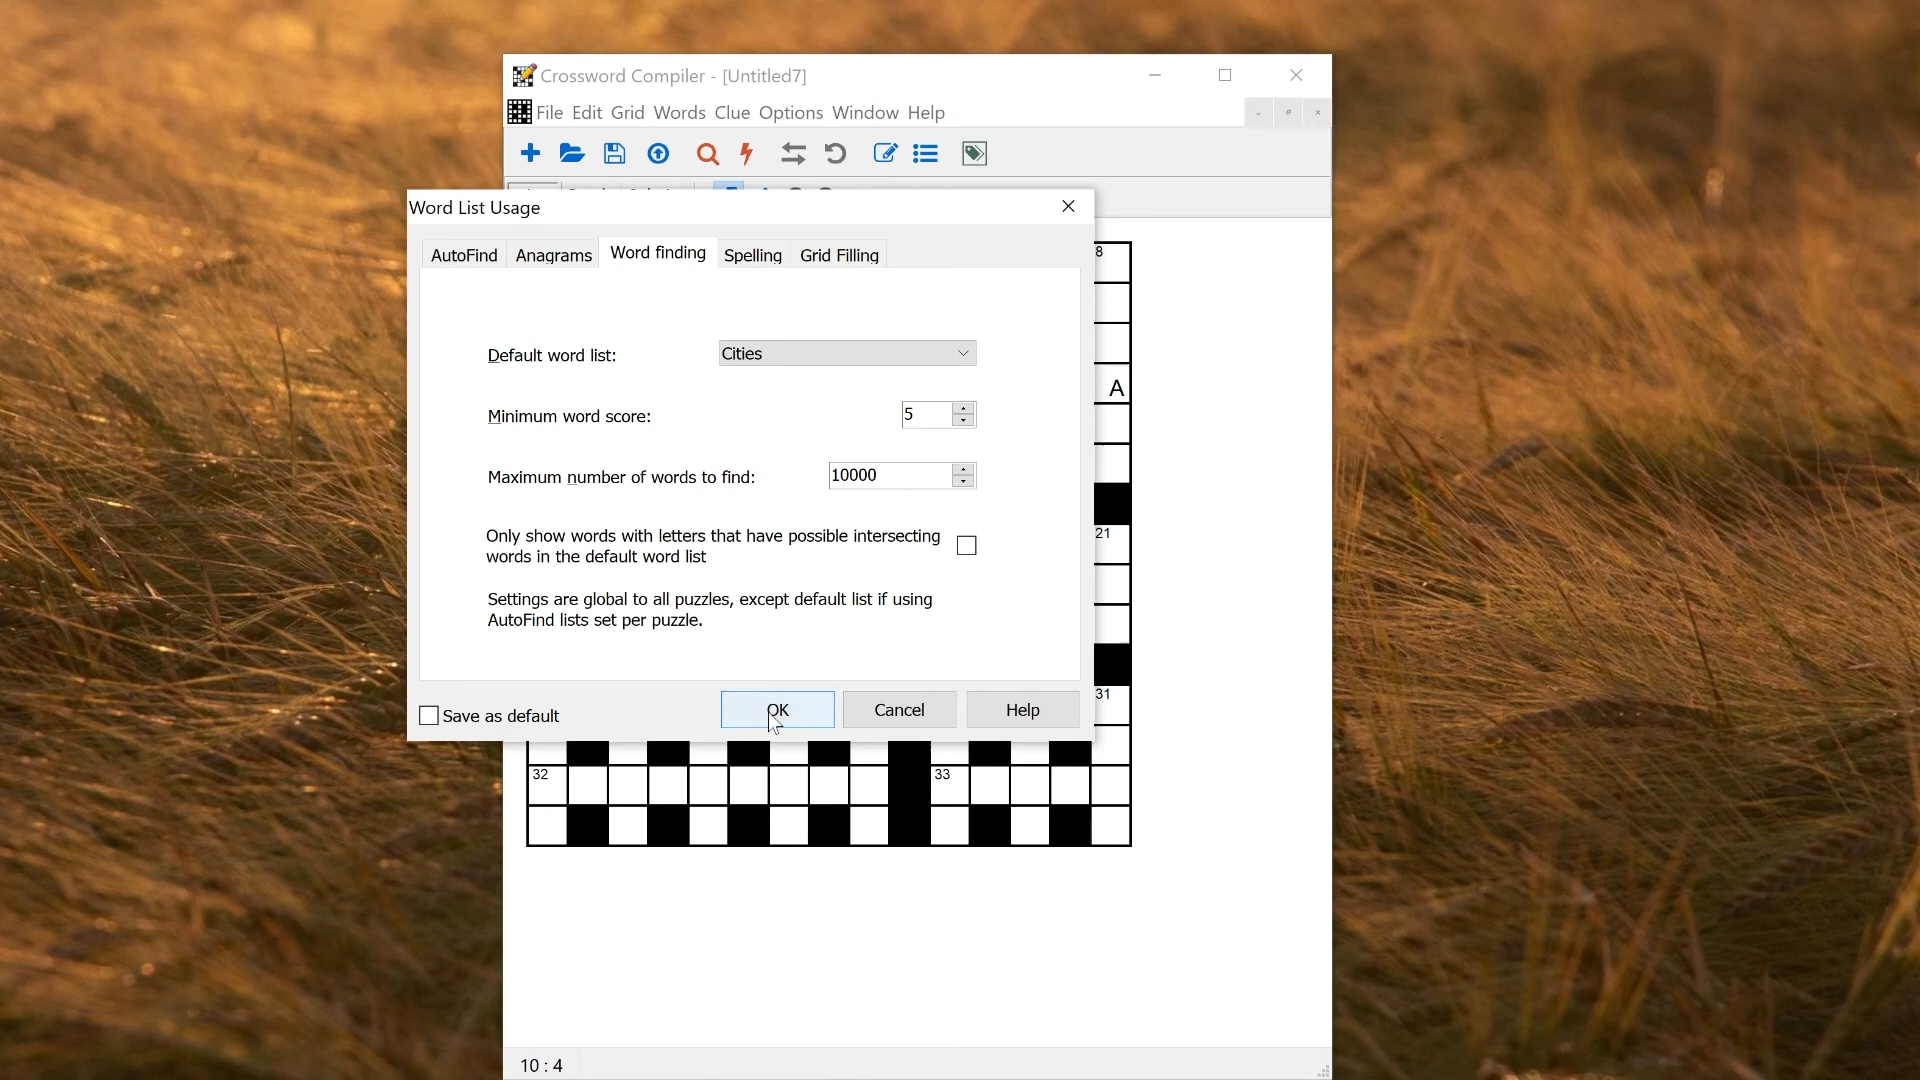 Crossword Compiler - [Untitled7]
File Edit Grid Words Clue Options Window Help
Word List Usage
AutoFind Anagrams Word finding Spelling Grid Filling
8
Default word list: Cities
A
Minimum word score: 5
Maximum number of words to find: 10000
Only show words with letters that have possible intersecting
words in the default word list
21
Settings are global to all puzzles, except default list if using
AutoFind lists set per puzzle.
31
Save as default OK Cancel Help
32 33
10 : 4